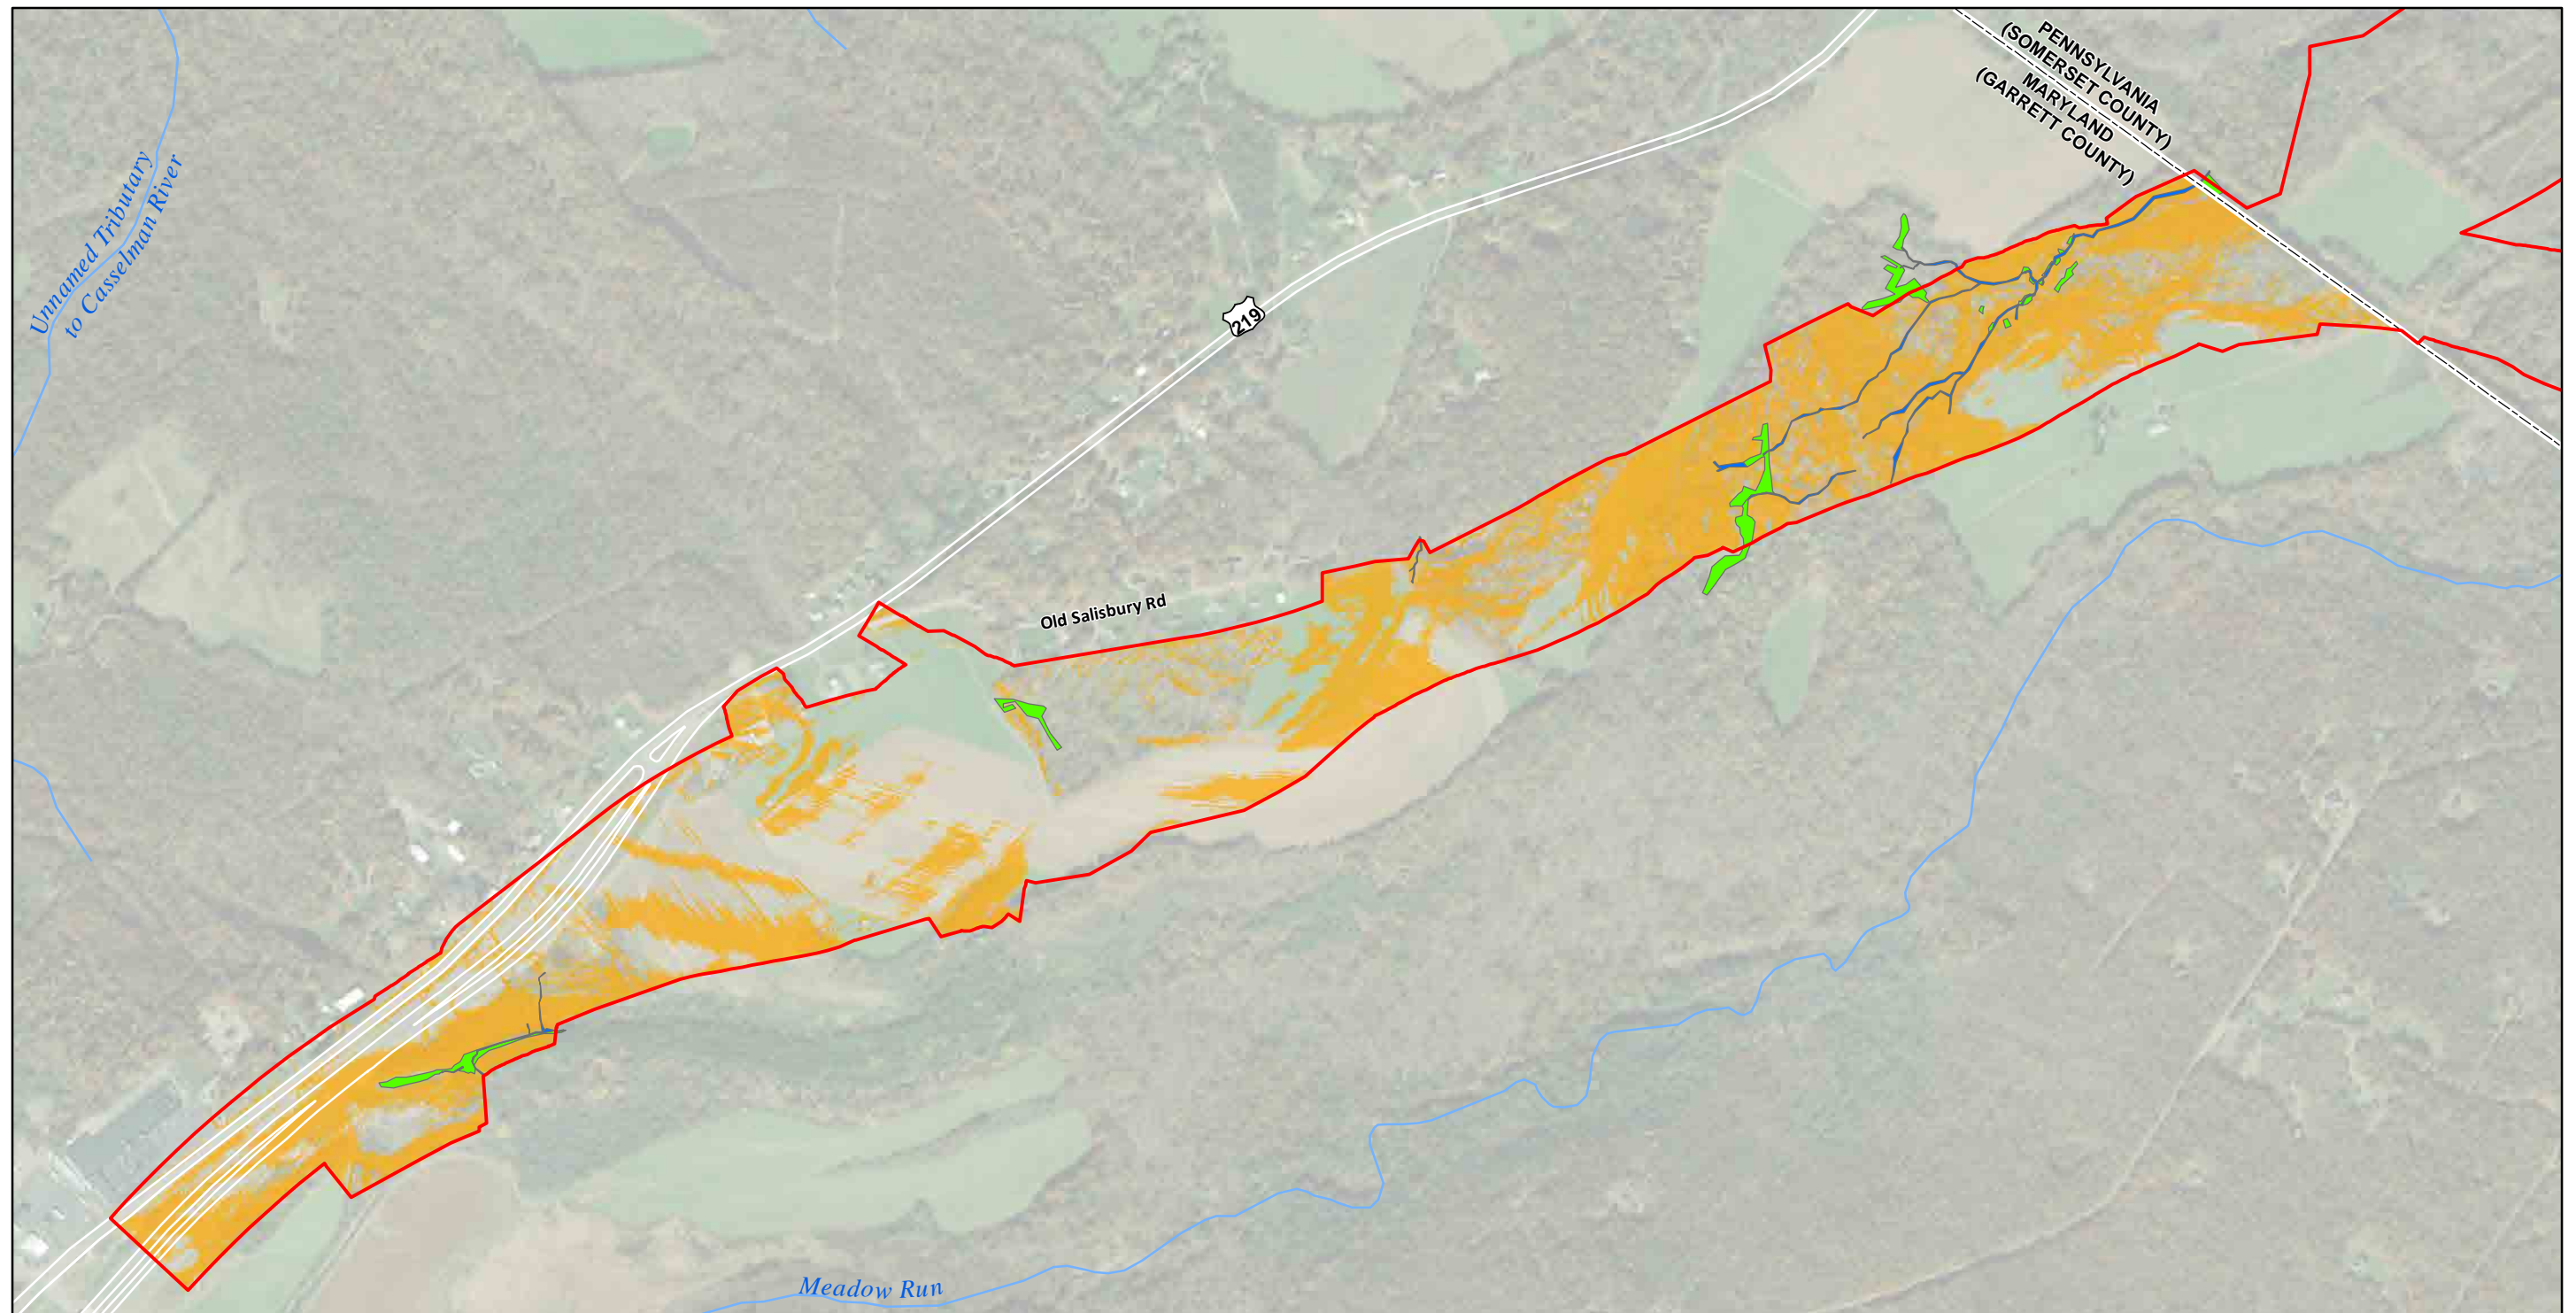 PENNSYLVANIA
(SOMERSET COUNTY)
MARYLAND
(GARRETT COUNTY)
Unnamed Tributary
to Casselman River
219
Old Salisbury Rd
Meadow Run